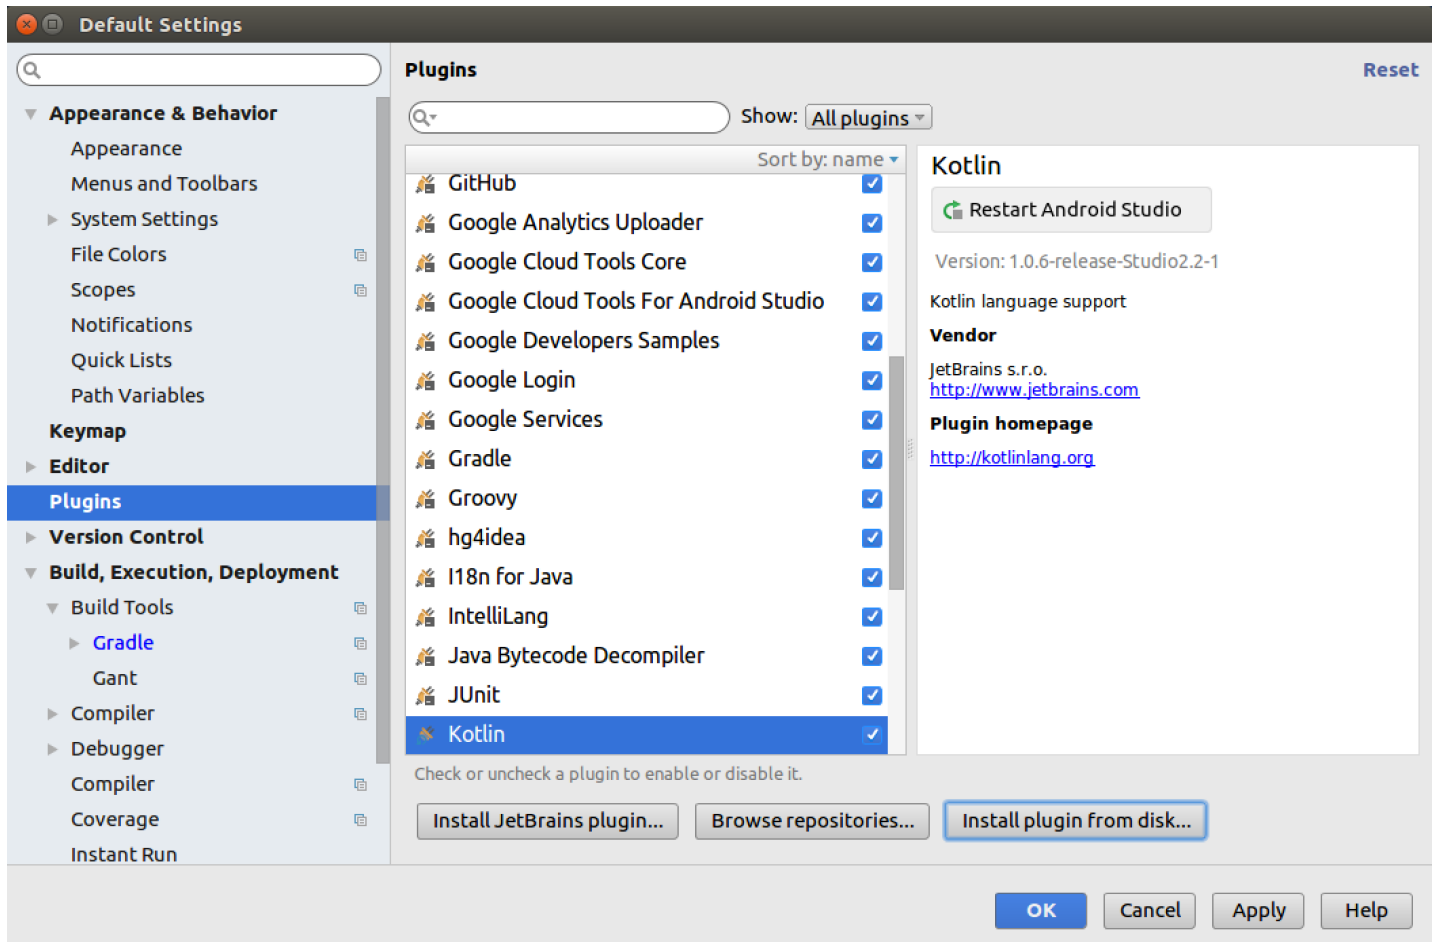 Default Settings
Appearance & Behavior
Appearance
Menus and Toolbars
System Settings
File Colors
Scopes
Notifications
Quick Lists
Path Variables
Keymap
Editor
Plugins
Version Control
Build, Execution, Deployment
Build Tools
Gradle
Gant
Compiler
Debugger
Compiler
Coverage
Instant Run
Plugins
Reset
Show: All plugins
Sort by: name
GitHub
Google Analytics Uploader
Google Cloud Tools Core
Google Cloud Tools For Android Studio
Google Developers Samples
Google Login
Google Services
Gradle
Groovy
hg4idea
I18n for Java
IntelliLang
Java Bytecode Decompiler
JUnit
Kotlin
Check or uncheck a plugin to enable or disable it.
Install JetBrains plugin... Browse repositories... Install plugin from disk...
Kotlin
Restart Android Studio
Version: 1.0.6-release-Studio2.2-1
Kotlin language support
Vendor
JetBrains s.r.o.
http://www.jetbrains.com
Plugin homepage
http://kotlinlang.org
OK Cancel Apply Help